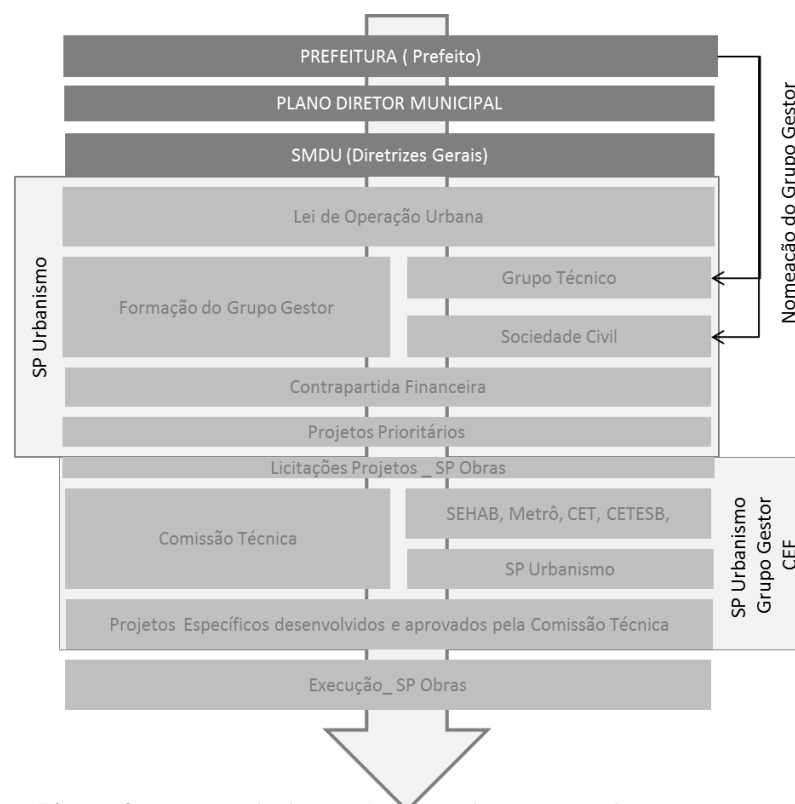 PREFEITURA ( Prefeito)
PLANO DIRETOR MUNICIPAL
SMDU (Diretrizes Gerais)
Nomeação do Grupo Gestor
SP Urbanismo
Lei de Operação Urbana
Formação do Grupo Gestor
Grupo Técnico
Sociedade Civil
Contrapartida Financeira
Projetos Prioritários
Licitações Projetos _ SP Obras
Comissão Técnica
SEHAB, Metrô, CET, CETESB,
SP Urbanismo
SP Urbanismo
Grupo Gestor
Projetos Específicos desenvolvidos e aprovados pela Comissão Técnica
Execução_ SP Obras